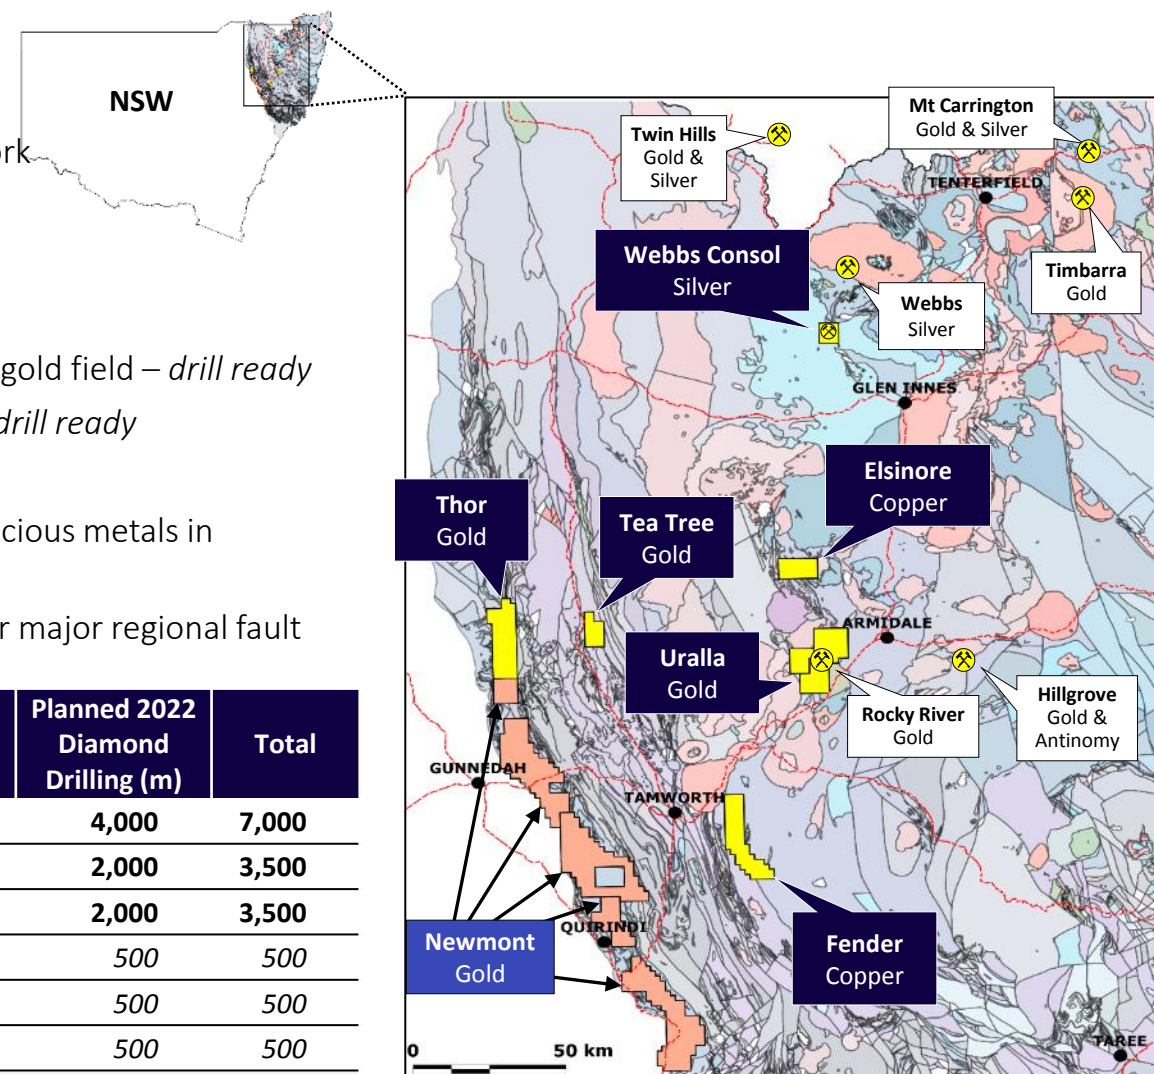 NSW
ork
gold field – drill ready
drill ready
cious metals in
r major regional fault
Planned 2022
Diamond
Drilling (m)
Total
4,000 7,000
2,000 3,500
2,000 3,500
500 500
500 500
500 500
Twin Hills
Gold &
Silver
Mt Carrington
Gold & Silver
TENTERFIELD
Webbs Consol
Silver
Webbs
Silver
Timbarra
Gold
GLEN INNES
Elsinore
Copper
Thor
Gold
Tea Tree
Gold
ARMIDALE
Uralla
Gold
Rocky River
Gold
Hillgrove
Gold &
Antinomy
GUNNEDAH
TAMWORTH
QUIRINDI
Newmont
Gold
Fender
Copper
TAREE
0 50 km